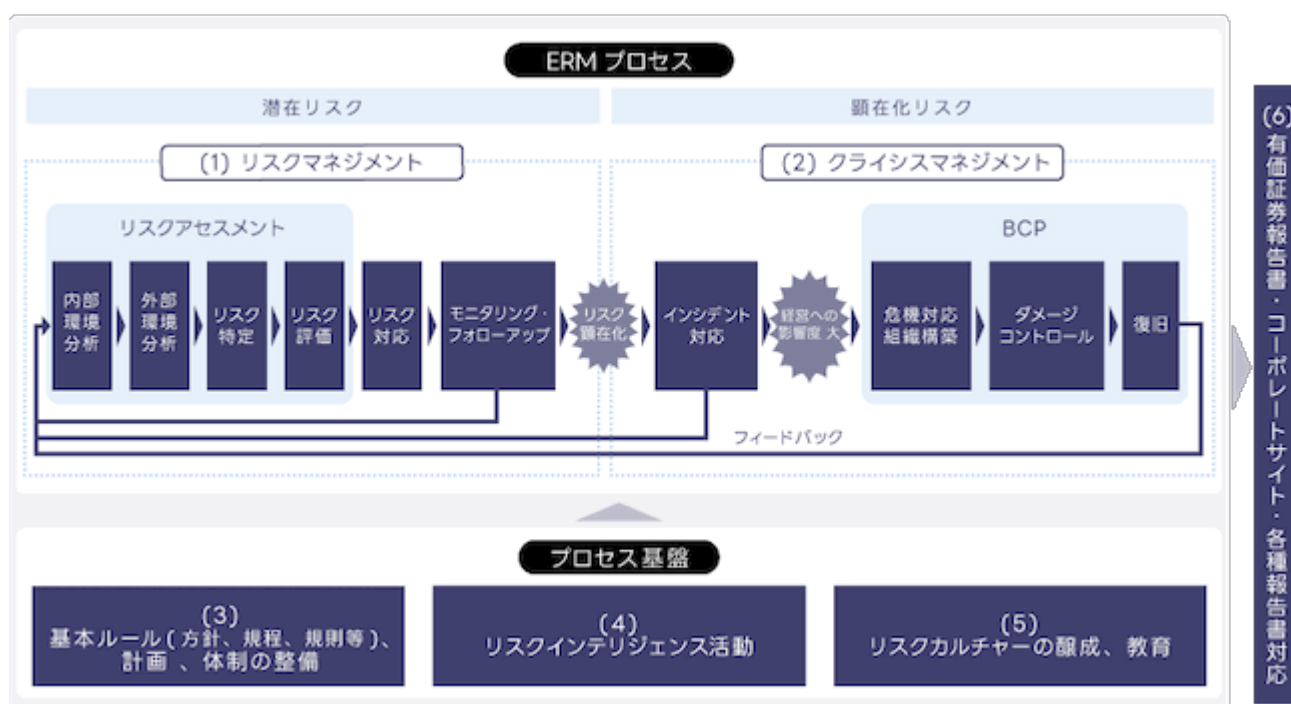 ERM プロセス
潜在リスク
顕在化リスク
(1) リスクマネジメント
(2) クライシスマネジメント
リスクアセスメント
BCP
内部
環境
分析
外部
環境
分析
リスク
特定
リスク
評価
リスク
対応
モニタリング・
フォローアップ
リスク
顕在化
インシデント
対応
経営への
影響度 大
危機対応
組織構築
ダメージ
コントロール
復旧
フィードバック
プロセス基盤
(3)
基本ルール(方針、規程、規則等)、
計画、体制の整備
(4)
リスクインテリジェンス活動
(5)
リスクカルチャーの醸成、教育
(6)有価証券報告書・コーポレートサイト・各種報告書対応